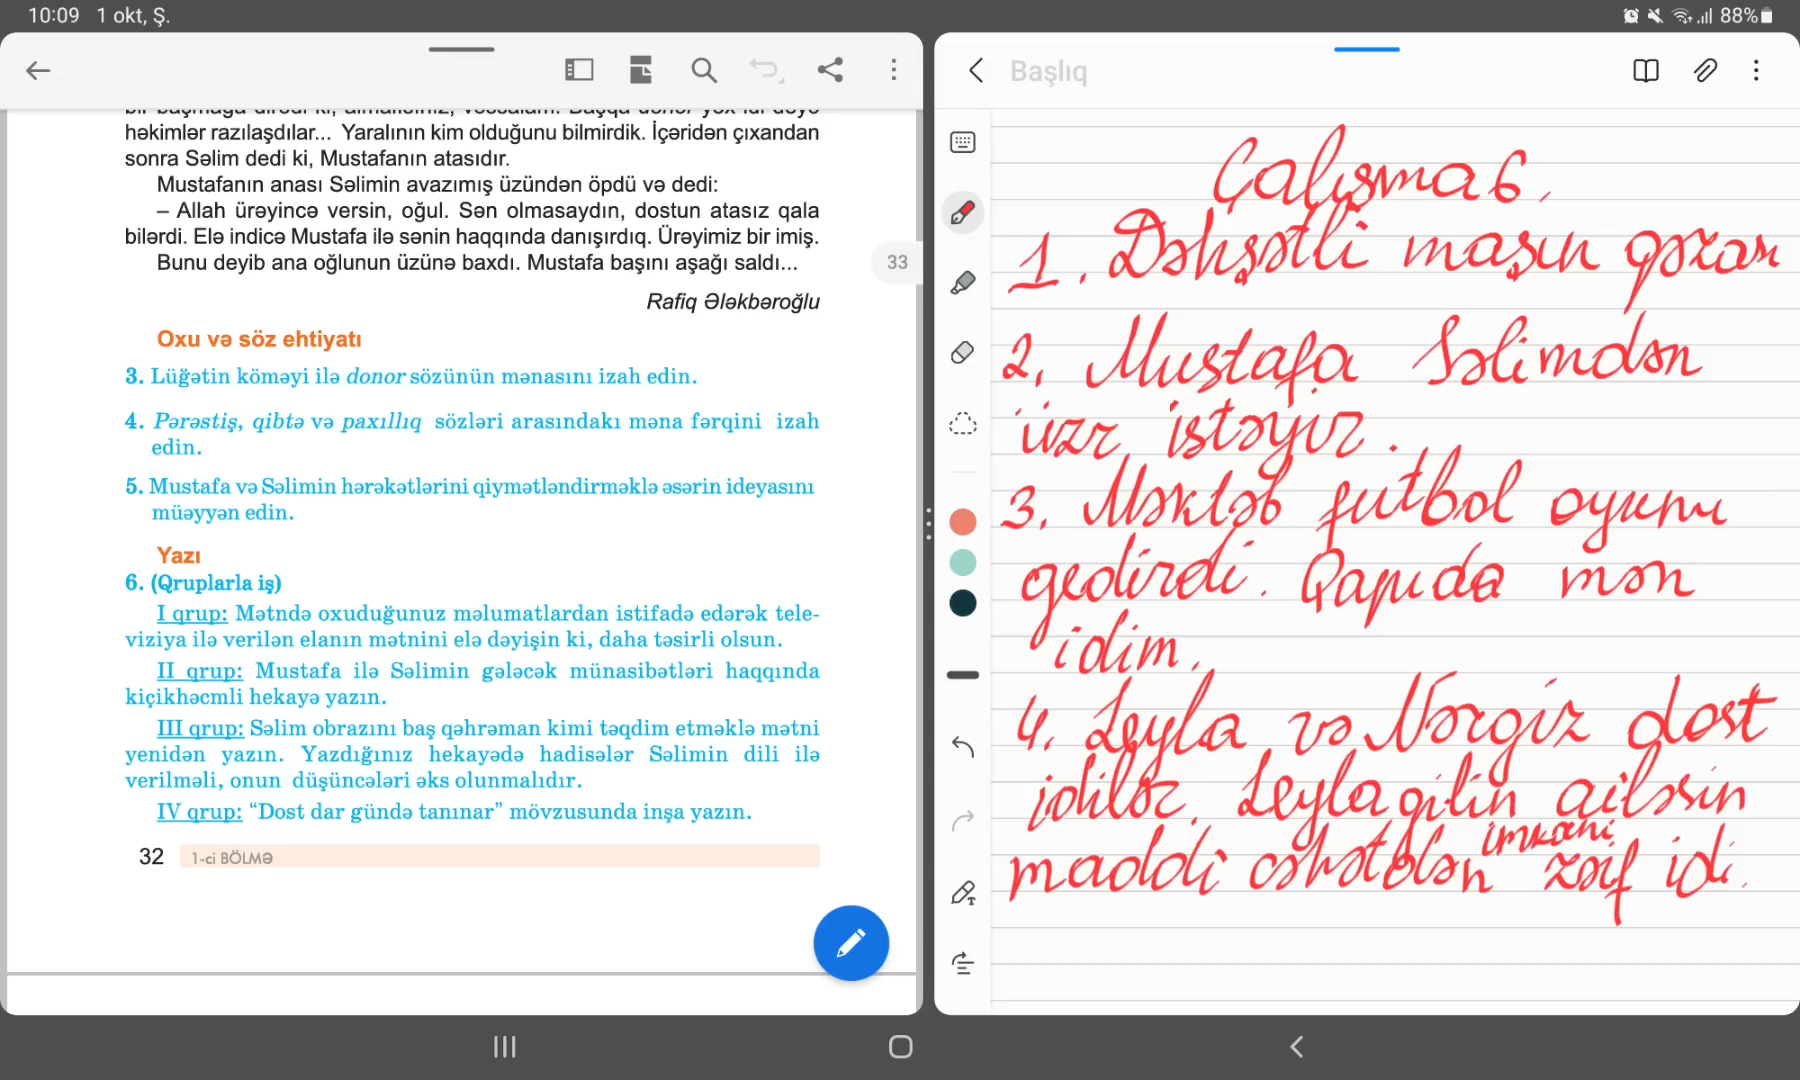 10:09 1 okt, Ş.
88%
həkimlər razılaşdılar... Yaralının kim olduğunu bilmirdik. İçəridən çıxandan
sonra Səlim dedi ki, Mustafanın atasıdır.
Mustafanın anası Səlimin avazımış üzündən öpdü və dedi:
– Allah ürəyincə versin, oğul. Sən olmasaydın, dostun atasız qala
bilərdi. Elə indicə Mustafa ilə sənin haqqında danışırdıq. Ürəyimiz bir imiş.
Bunu deyib ana oğlunun üzünə baxdı. Mustafa başını aşağı saldı...
33
Rafiq Ələkbəroğlu
Oxu və söz ehtiyatı
3. Lüğətin köməyi ilə donor sözünün mənasını izah edin.
4. Pərəstiş, qibtə və paxıllıq sözləri arasındakı məna fərqini izah
edin.
5. Mustafa və Səlimin hərəkətlərini qiymətləndirməklə əsərin ideyasını
müəyyən edin.
Yazı
6. (Qruplarla iş)
I qrup: Mətndə oxuduğunuz məlumatlardan istifadə edərək tele-
viziya ilə verilən elanın mətnini elə dəyişin ki, daha təsirli olsun.
II qrup: Mustafa ilə Səlimin gələcək münasibətləri haqqında
kiçikhəcmli hekayə yazın.
III qrup: Səlim obrazını baş qəhrəman kimi təqdim etməklə mətni
yenidən yazın. Yazdığınız hekayədə hadisələr Səlimin dili ilə
verilməli, onun düşüncələri əks olunmalıdır.
IV qrup: “Dost dar gündə tanınar” mövzusunda inşa yazın.
32 1-ci BÖLMƏ
Başlıq
Çalışma 6.
1. Dəhşətli maşın qəzası
2. Mustafa Səlimdən
üzr istəyir.
3. Məktəb futbol oyunu
gedirdi. Qapıda mən
idim.
4. Leyla və Nərgiz dost
idilər. Leylagilin ailəsin
imkanı
maddi cəhətdən zəif idi.